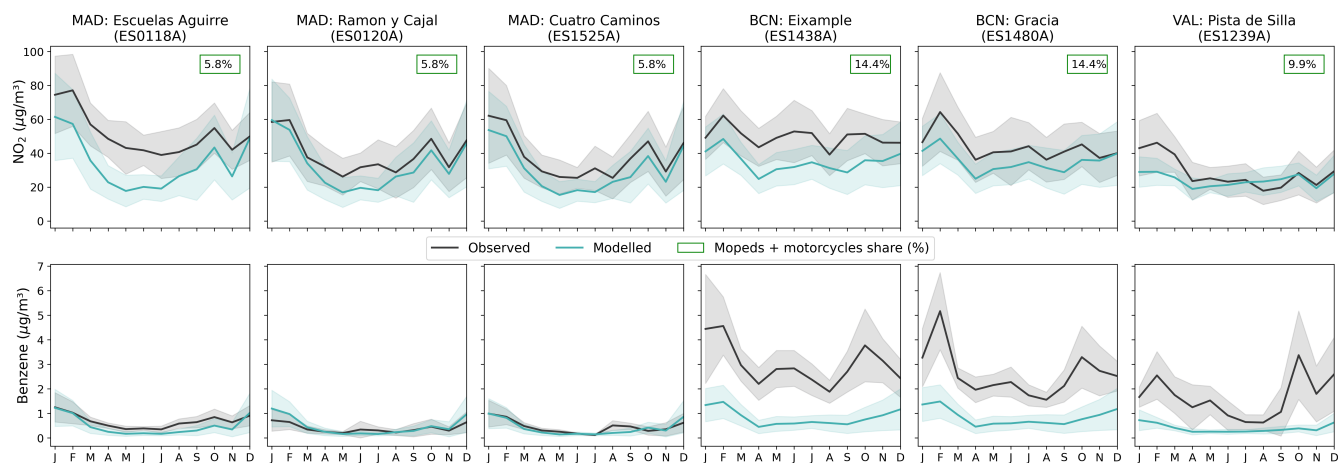 MAD: Escuelas Aguirre
(ES0118A)
MAD: Ramon y Cajal
(ES0120A)
MAD: Cuatro Caminos
(ES1525A)
BCN: Eixample
(ES1438A)
BCN: Gracia
(ES1480A)
VAL: Pista de Silla
(ES1239A)
NO₂ (μg/m³)
100
80
60
40
20
0
5.8%
5.8%
5.8%
14.4%
14.4%
9.9%
Observed Modelled Mopeds + motorcycles share (%)
Benzene (μg/m³)
7
6
5
4
3
2
1
0
J F M A M J J A S O N D
J F M A M J J A S O N D
J F M A M J J A S O N D
J F M A M J J A S O N D
J F M A M J J A S O N D
J F M A M J J A S O N D